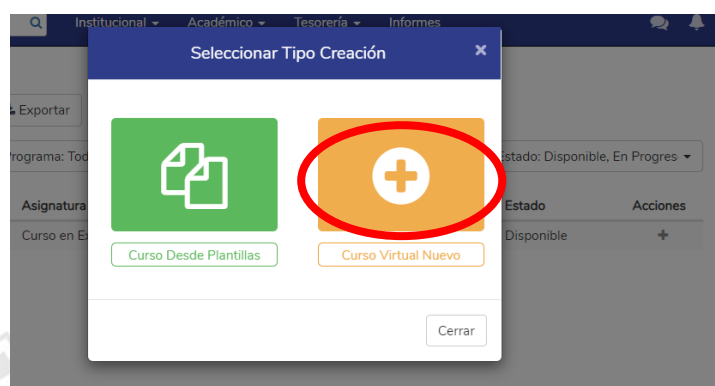 Institucional Académico Tesorería Informes
Seleccionar Tipo Creación ×
Exportar
Programa: Tod
Estado: Disponible, En Progres
Asignatura Estado Acciones
Curso en Ex Disponible +
Curso Desde Plantillas Curso Virtual Nuevo
Cerrar